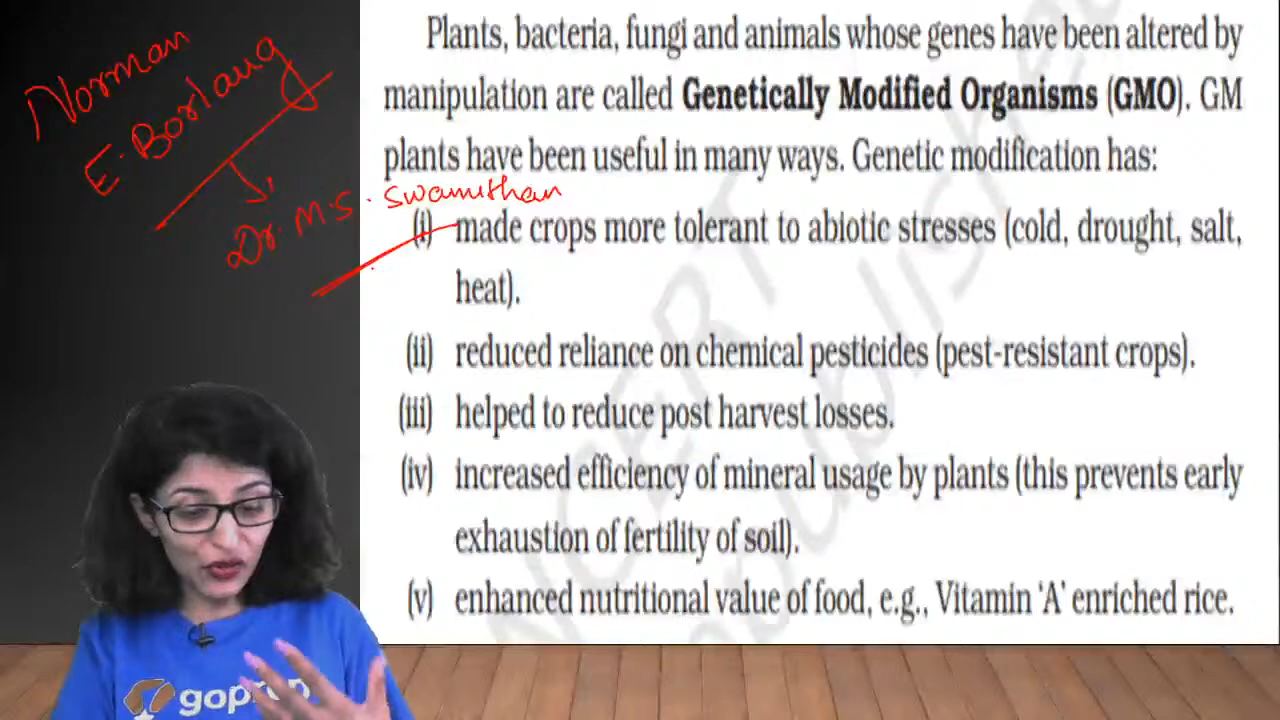 Norman
E. Borlaug
Dr. M.S. Swamithan
Plants, bacteria, fungi and animals whose genes have been altered by
manipulation are called Genetically Modified Organisms (GMO). GM
plants have been useful in many ways. Genetic modification has:
(i) made crops more tolerant to abiotic stresses (cold, drought, salt,
heat).
(ii) reduced reliance on chemical pesticides (pest-resistant crops).
(iii) helped to reduce post harvest losses.
(iv) increased efficiency of mineral usage by plants (this prevents early
exhaustion of fertility of soil).
(v) enhanced nutritional value of food, e.g., Vitamin 'A' enriched rice.
goprep